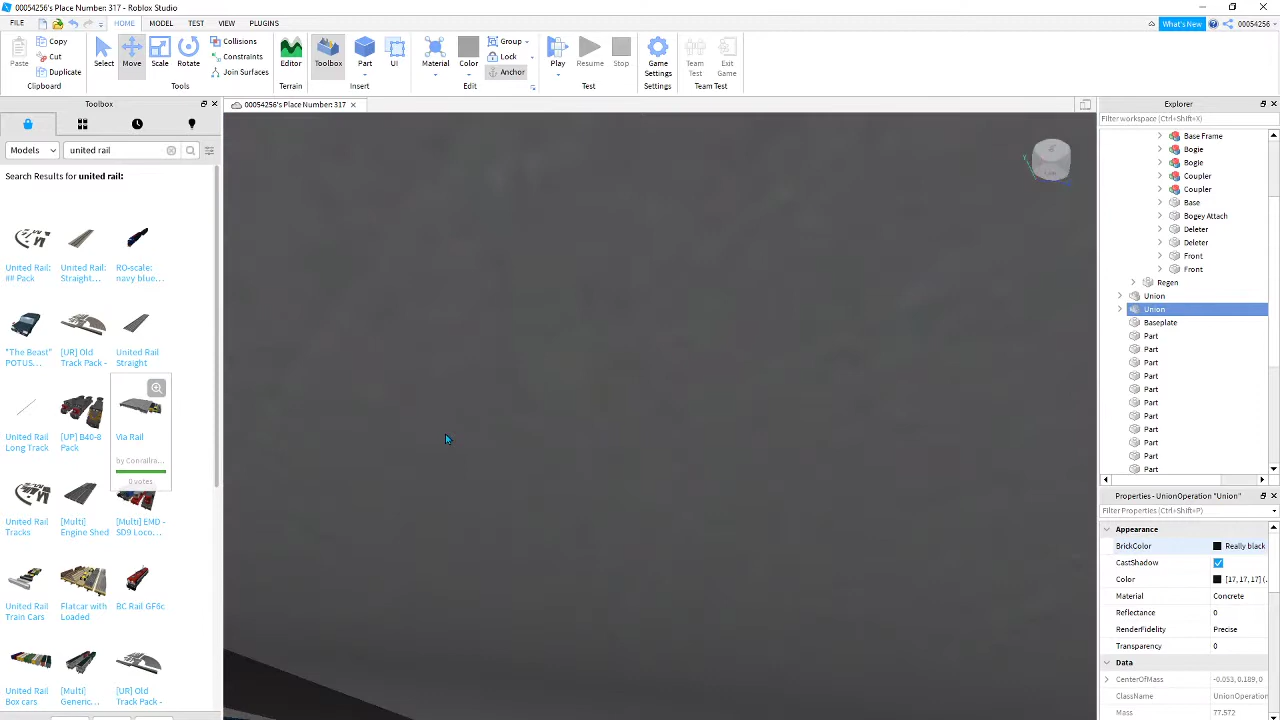 00054256's Place Number: 317 - Roblox Studio
FILE
HOME
MODEL
TEST
VIEW
PLUGINS
What's New
00054256
Paste
Copy
Cut
Duplicate
Clipboard
Select
Move
Scale
Rotate
Collisions
Constraints
Join Surfaces
Tools
Editor
Terrain
Toolbox
Part
UI
Insert
Material
Color
Group
Lock
Anchor
Edit
Play
Resume
Stop
Test
Game
Settings
Settings
Team
Test
Exit
Game
Team Test
Toolbox
00054256's Place Number: 317
Models
united rail
Search Results for united rail:
United Rail:
## Pack
United Rail:
Straight...
RO-scale:
navy blue...
"The Beast"
POTUS...
[UR] Old
Track Pack -
United Rail
Straight
United Rail
Long Track
[UP] B40-8
Pack
Via Rail
by Conrailra...
0 votes
United Rail
Tracks
[Multi]
Engine Shed
[Multi] EMD -
SD9 Loco...
United Rail
Train Cars
Flatcar with
Loaded
BC Rail GF6c
United Rail
Box cars
[Multi]
Generic...
[UR] Old
Track Pack -
Explorer
Filter workspace (Ctrl+Shift+X)
Base Frame
Bogie
Bogie
Coupler
Coupler
Base
Bogey Attach
Deleter
Deleter
Front
Front
Regen
Union
Union
Baseplate
Part
Part
Part
Part
Part
Part
Part
Part
Part
Part
Part
Properties - UnionOperation "Union"
Filter Properties (Ctrl+Shift+P)
Appearance
BrickColor Really black
CastShadow
Color [17, 17, 17] (.
Material Concrete
Reflectance 0
RenderFidelity Precise
Transparency 0
Data
CenterOfMass -0.053, 0.189, 0
ClassName UnionOperation
Mass 77.572